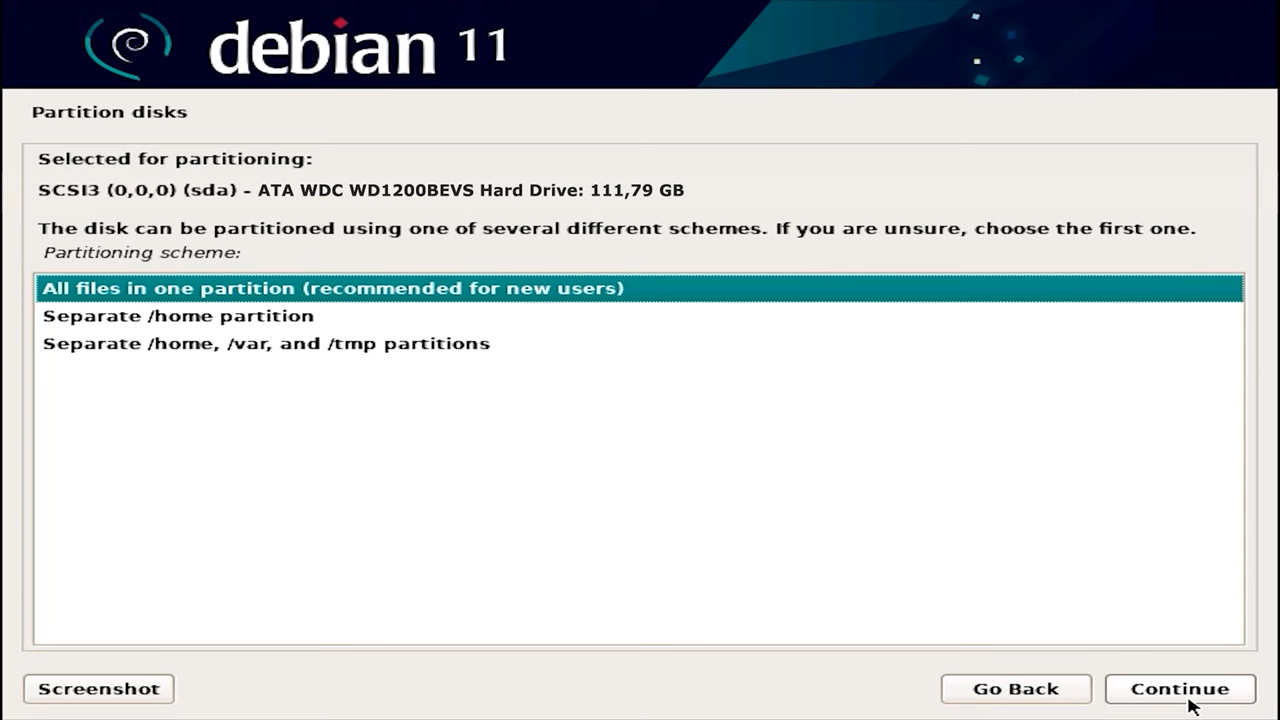 debian 11
Partition disks
Selected for partitioning:
SCSI3 (0,0,0) (sda) - ATA WDC WD1200BEVS Hard Drive: 111,79 GB
The disk can be partitioned using one of several different schemes. If you are unsure, choose the first one.
Partitioning scheme:
All files in one partition (recommended for new users)
Separate /home partition
Separate /home, /var, and /tmp partitions
Screenshot
Go Back
Continue